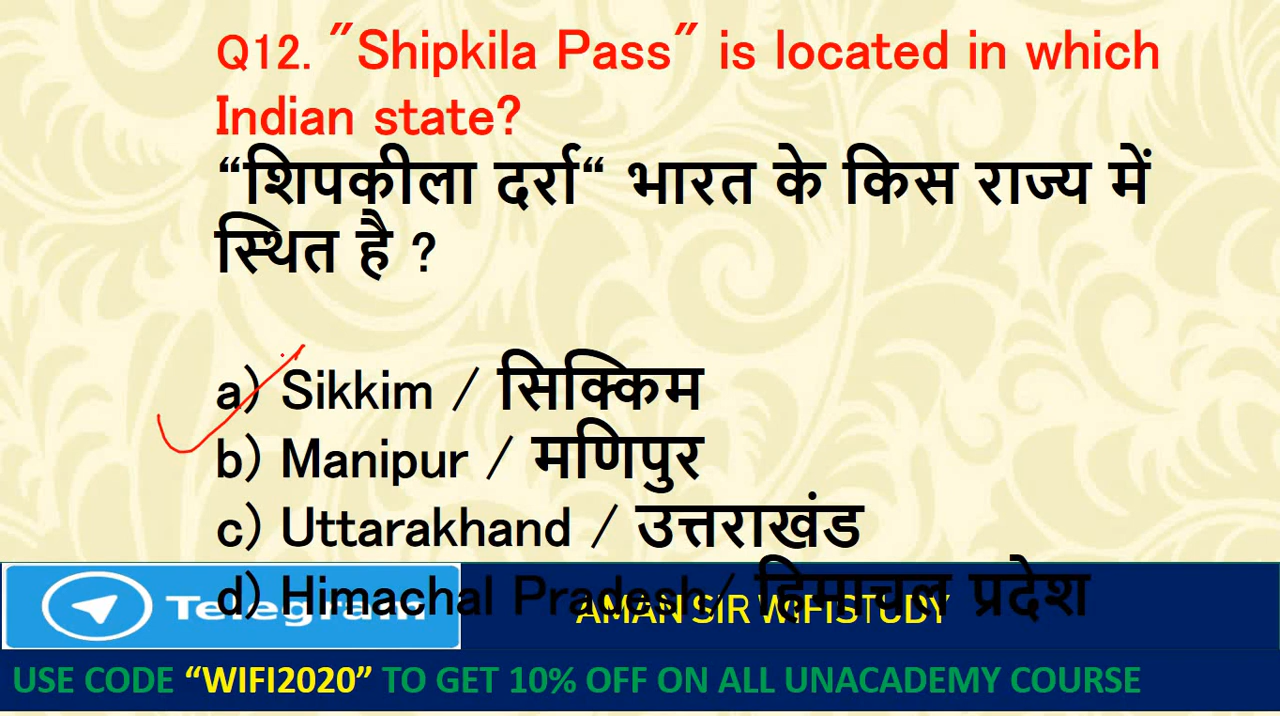 Q12. "Shipkila Pass" is located in which
Indian state?
“शिपकीला दर्रा“ भारत के किस राज्य में
स्थित है ?
a) Sikkim / सिक्किम
b) Manipur / मणिपुर
c) Uttarakhand / उत्तराखंड
d) Himachal Pradesh/ हिमाचल प्रदेश
Telegram
AMAN SIR WIFISTUDY
USE CODE “WIFI2020” TO GET 10% OFF ON ALL UNACADEMY COURSE